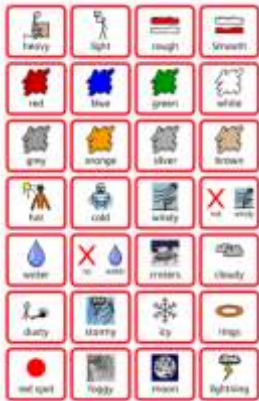 heavy light rough Smooth
red blue green white
grey orange silver brown
hot cold windy not windy
water no water craters cloudy
dusty stormy icy rings
red spot foggy moon lightning